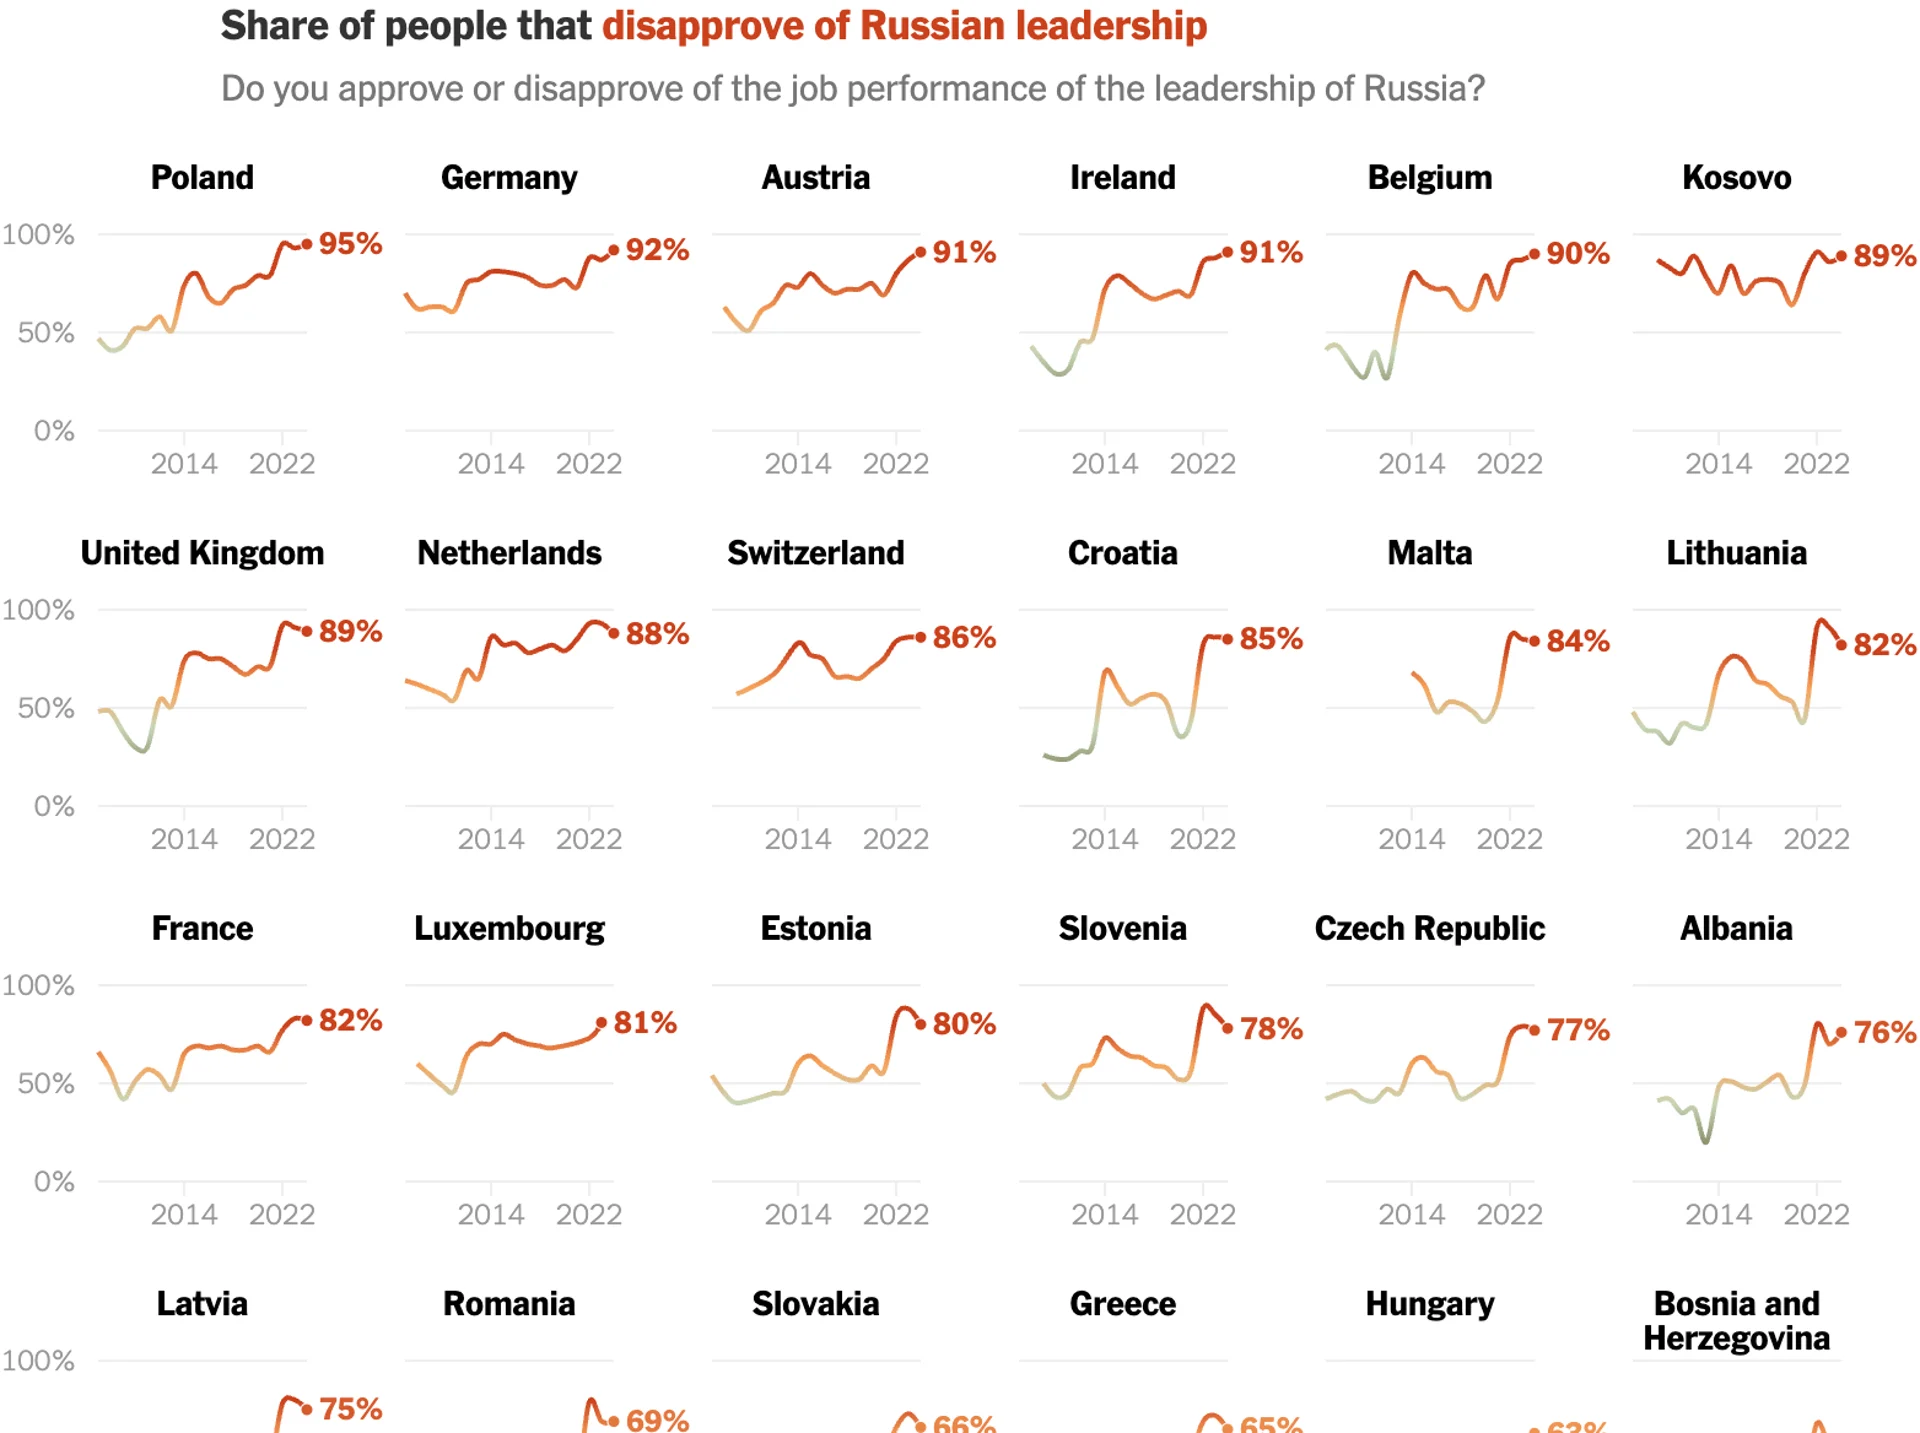 Share of people that disapprove of Russian leadership
Do you approve or disapprove of the job performance of the leadership of Russia?
Poland Germany Austria Ireland Belgium Kosovo
100% 95% 92% 91% 91% 90% 89%
50%
0%
2014 2022 2014 2022 2014 2022 2014 2022 2014 2022 2014 2022
United Kingdom Netherlands Switzerland Croatia Malta Lithuania
100% 89% 88% 86% 85% 84% 82%
50%
0%
2014 2022 2014 2022 2014 2022 2014 2022 2014 2022 2014 2022
France Luxembourg Estonia Slovenia Czech Republic Albania
100% 82% 81% 80% 78% 77% 76%
50%
0%
2014 2022 2014 2022 2014 2022 2014 2022 2014 2022 2014 2022
Latvia Romania Slovakia Greece Hungary Bosnia and
Herzegovina
100%
75% 69% 66% 65% 63%